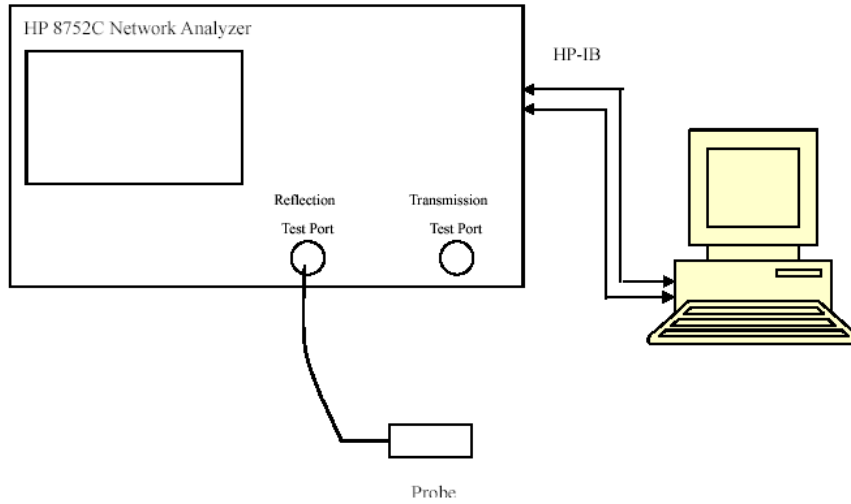 HP 8752C Network Analyzer
HP-IB
Reflection
Test Port
Transmission
Test Port
Probe